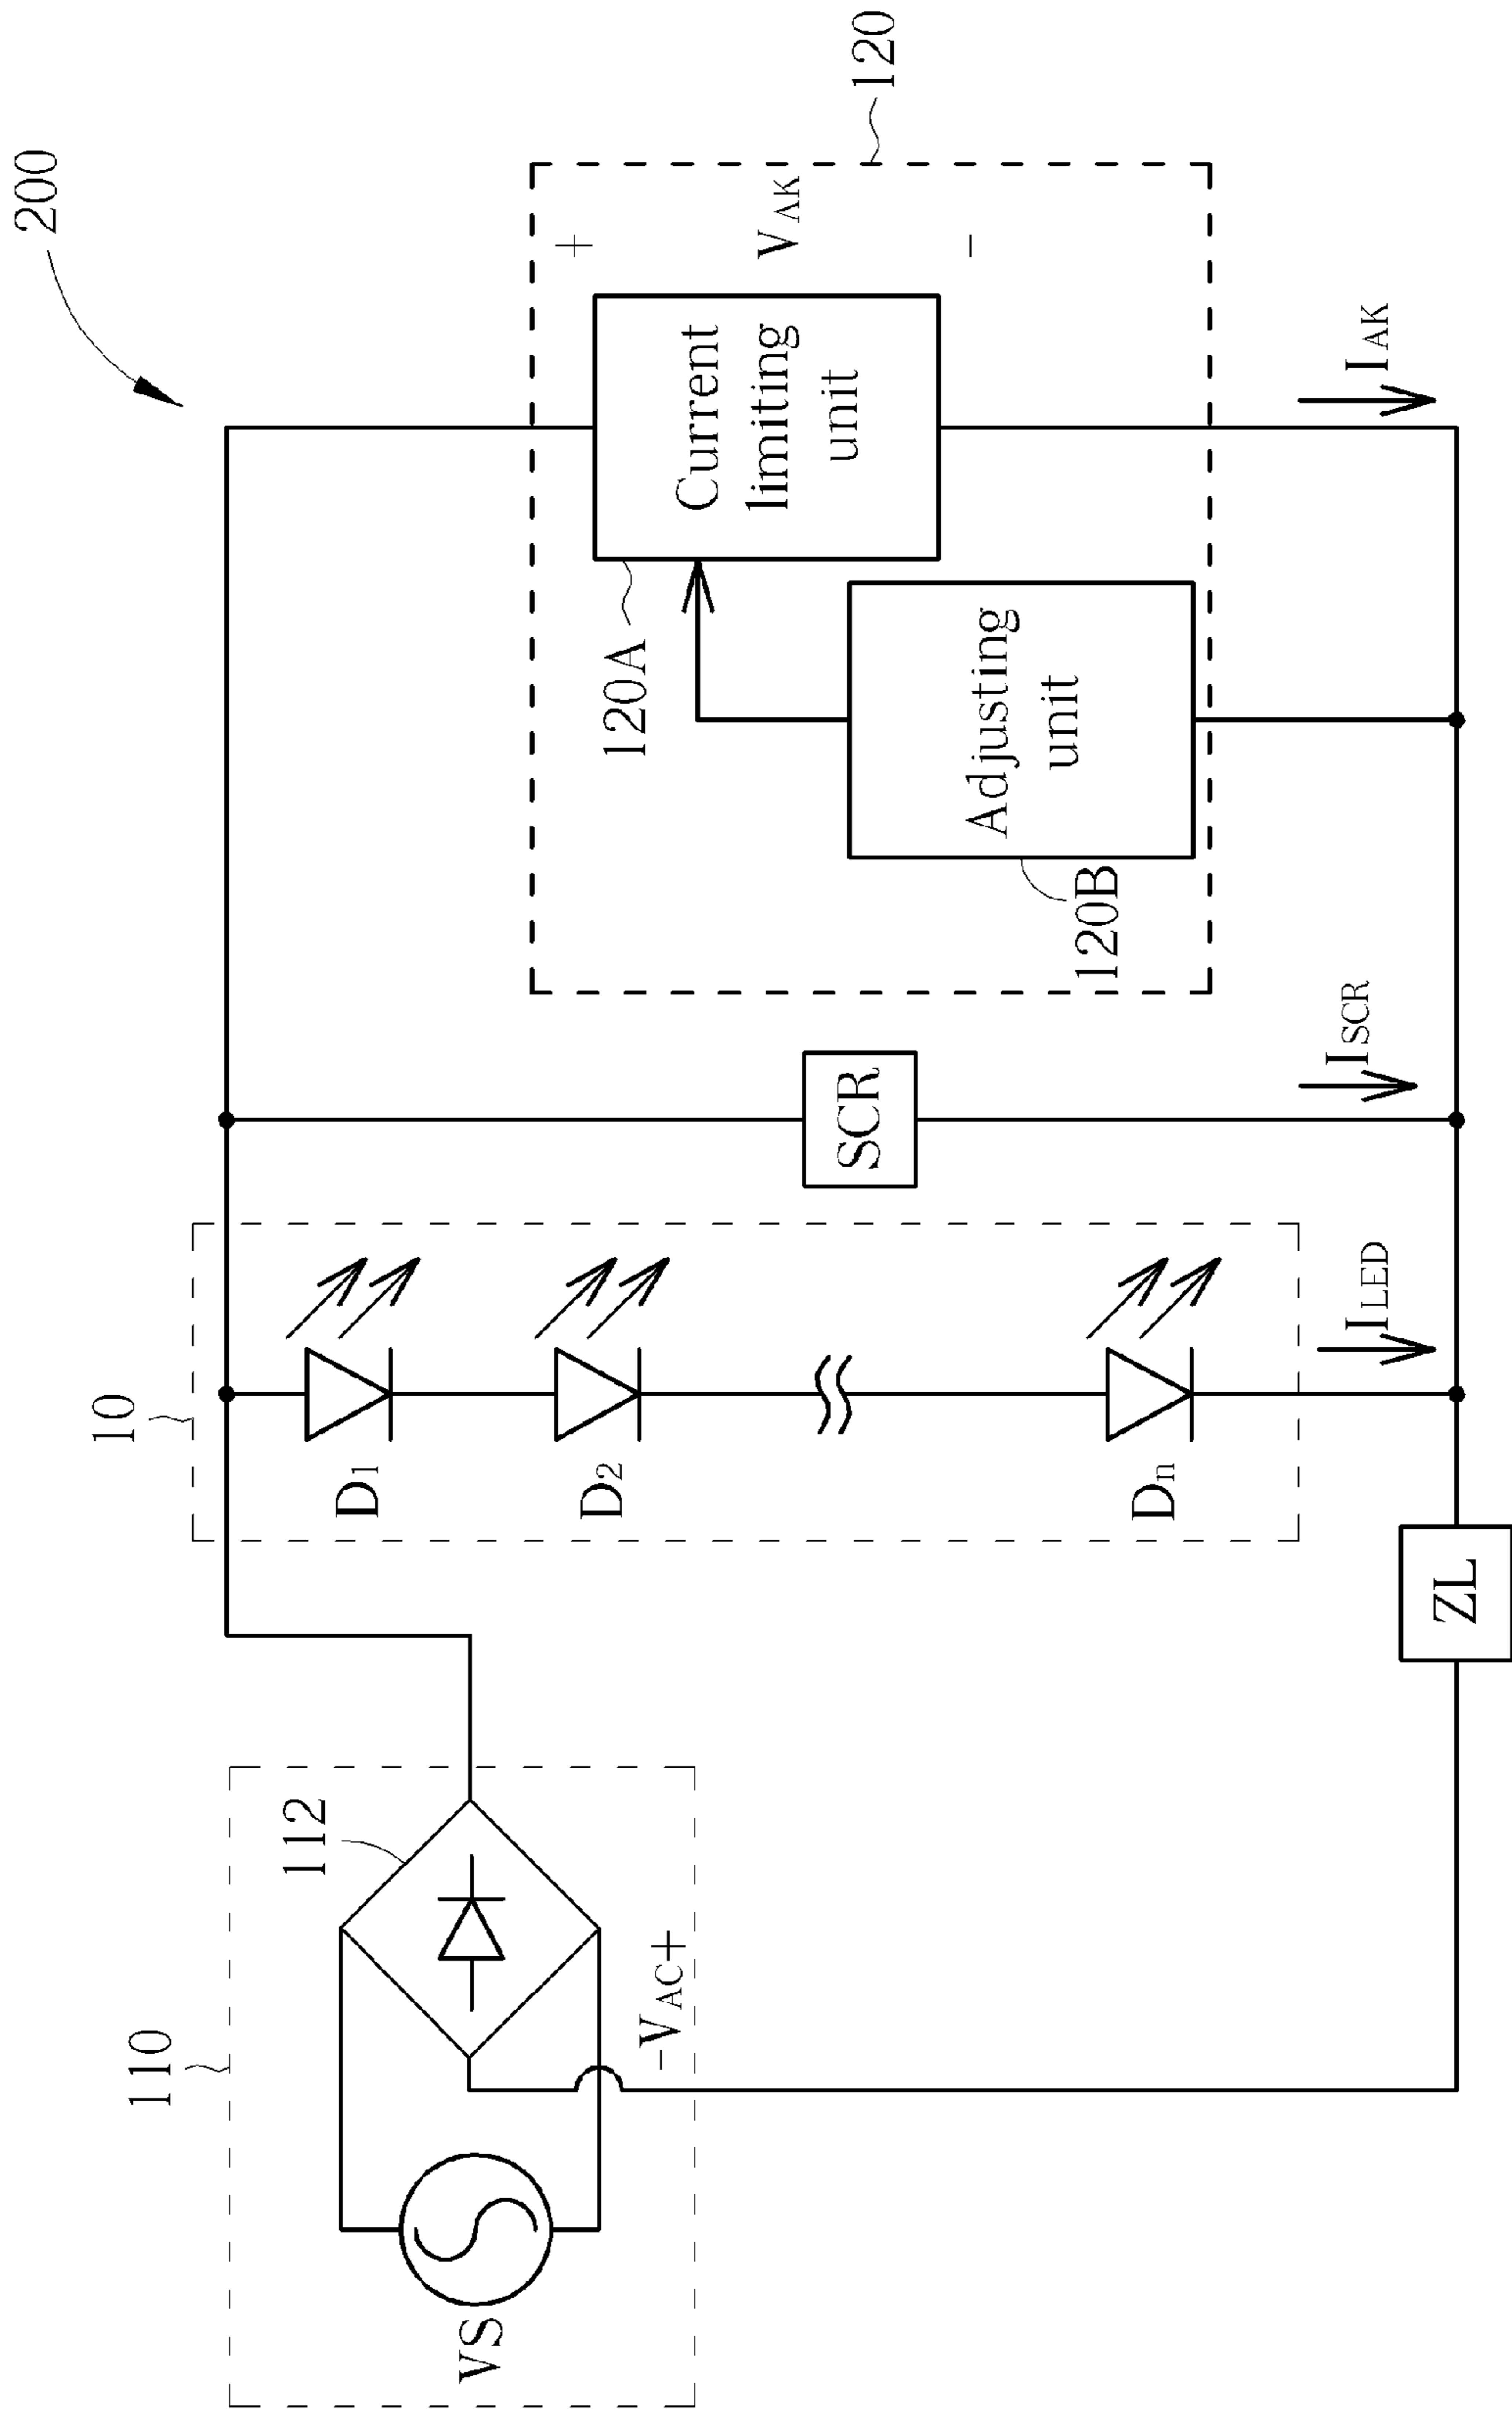 200
10
110
112
VS
-VAC+
D1
D2
Dn
ILED
ZL
SCR
ISCR
120
120A
Current
limiting
unit
120B
Adjusting
unit
+
VAK
-
IAK